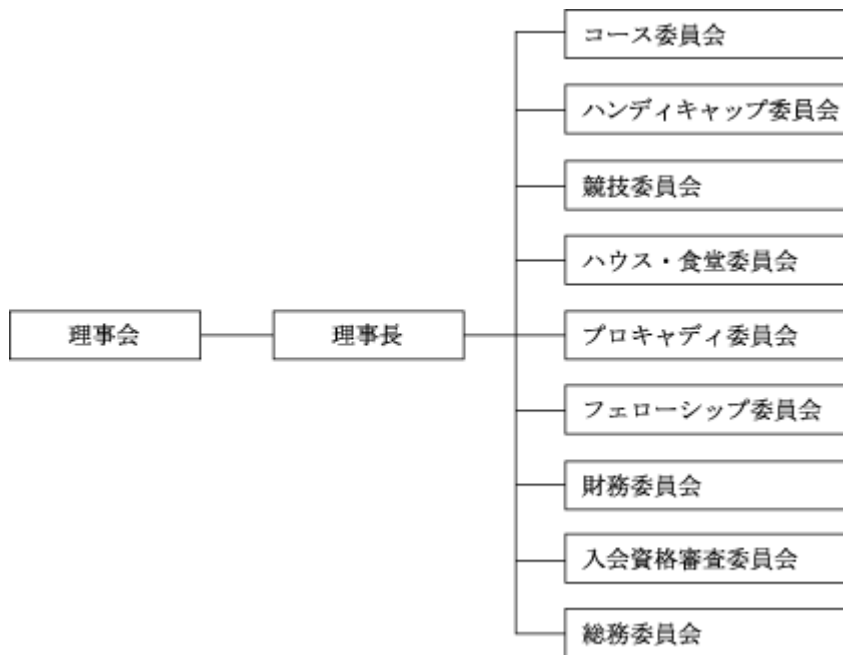 理事会
理事長
コース委員会
ハンディキャップ委員会
競技委員会
ハウス・食堂委員会
プロキャディ委員会
フェローシップ委員会
財務委員会
入会資格審査委員会
総務委員会